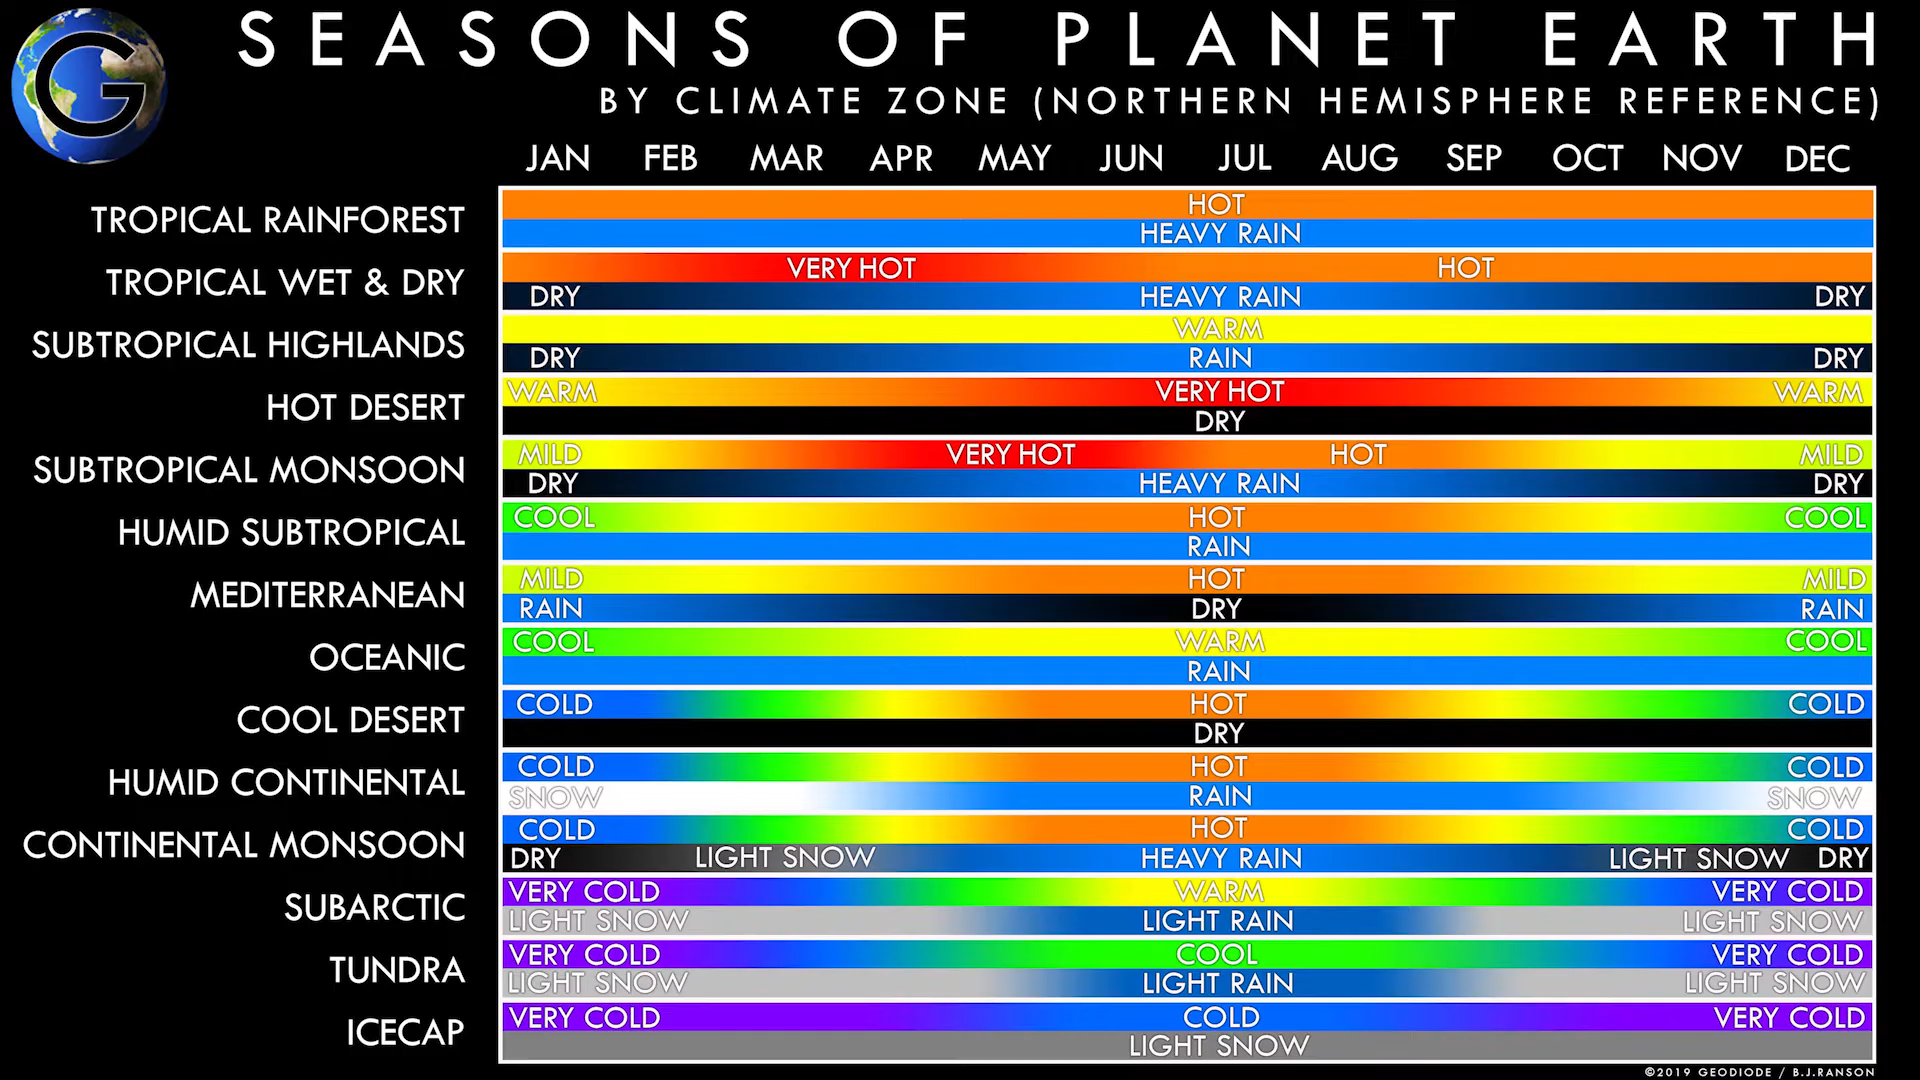 SEASONS OF PLANET EARTH
BY CLIMATE ZONE (NORTHERN HEMISPHERE REFERENCE)
G
JAN FEB MAR APR MAY JUN JUL AUG SEP OCT NOV DEC
TROPICAL RAINFOREST
HOT
HEAVY RAIN
TROPICAL WET & DRY
VERY HOT HOT
DRY HEAVY RAIN DRY
SUBTROPICAL HIGHLANDS
WARM
DRY RAIN DRY
HOT DESERT
WARM VERY HOT WARM
DRY
SUBTROPICAL MONSOON
MILD VERY HOT HOT MILD
DRY HEAVY RAIN DRY
HUMID SUBTROPICAL
COOL HOT COOL
RAIN
MEDITERRANEAN
MILD HOT MILD
RAIN DRY RAIN
OCEANIC
COOL WARM COOL
RAIN
COOL DESERT
COLD HOT COLD
DRY
HUMID CONTINENTAL
COLD HOT COLD
SNOW RAIN SNOW
CONTINENTAL MONSOON
COLD HOT COLD
DRY LIGHT SNOW HEAVY RAIN LIGHT SNOW DRY
SUBARCTIC
VERY COLD WARM VERY COLD
LIGHT SNOW LIGHT RAIN LIGHT SNOW
TUNDRA
VERY COLD COOL VERY COLD
LIGHT SNOW LIGHT RAIN LIGHT SNOW
ICECAP
VERY COLD COLD VERY COLD
LIGHT SNOW
©2019 GEODIODE / B.J.RANSON